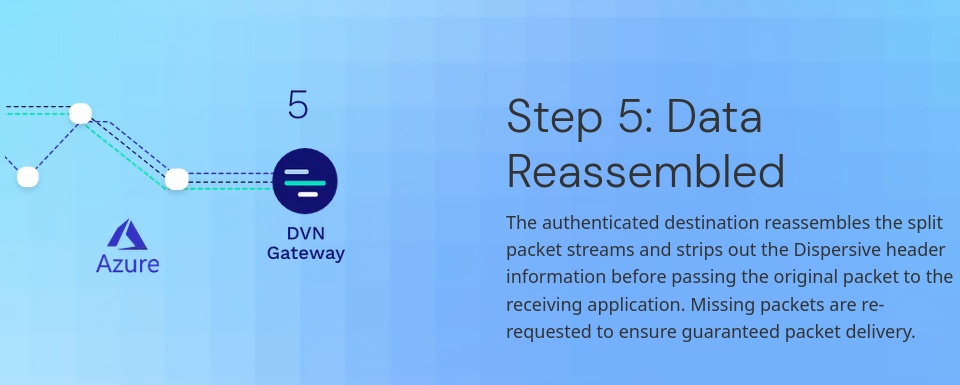 5
DVN
Gateway
Azure
Step 5: Data
Reassembled
The authenticated destination reassembles the split
packet streams and strips out the Dispersive header
information before passing the original packet to the
receiving application. Missing packets are re-
requested to ensure guaranteed packet delivery.